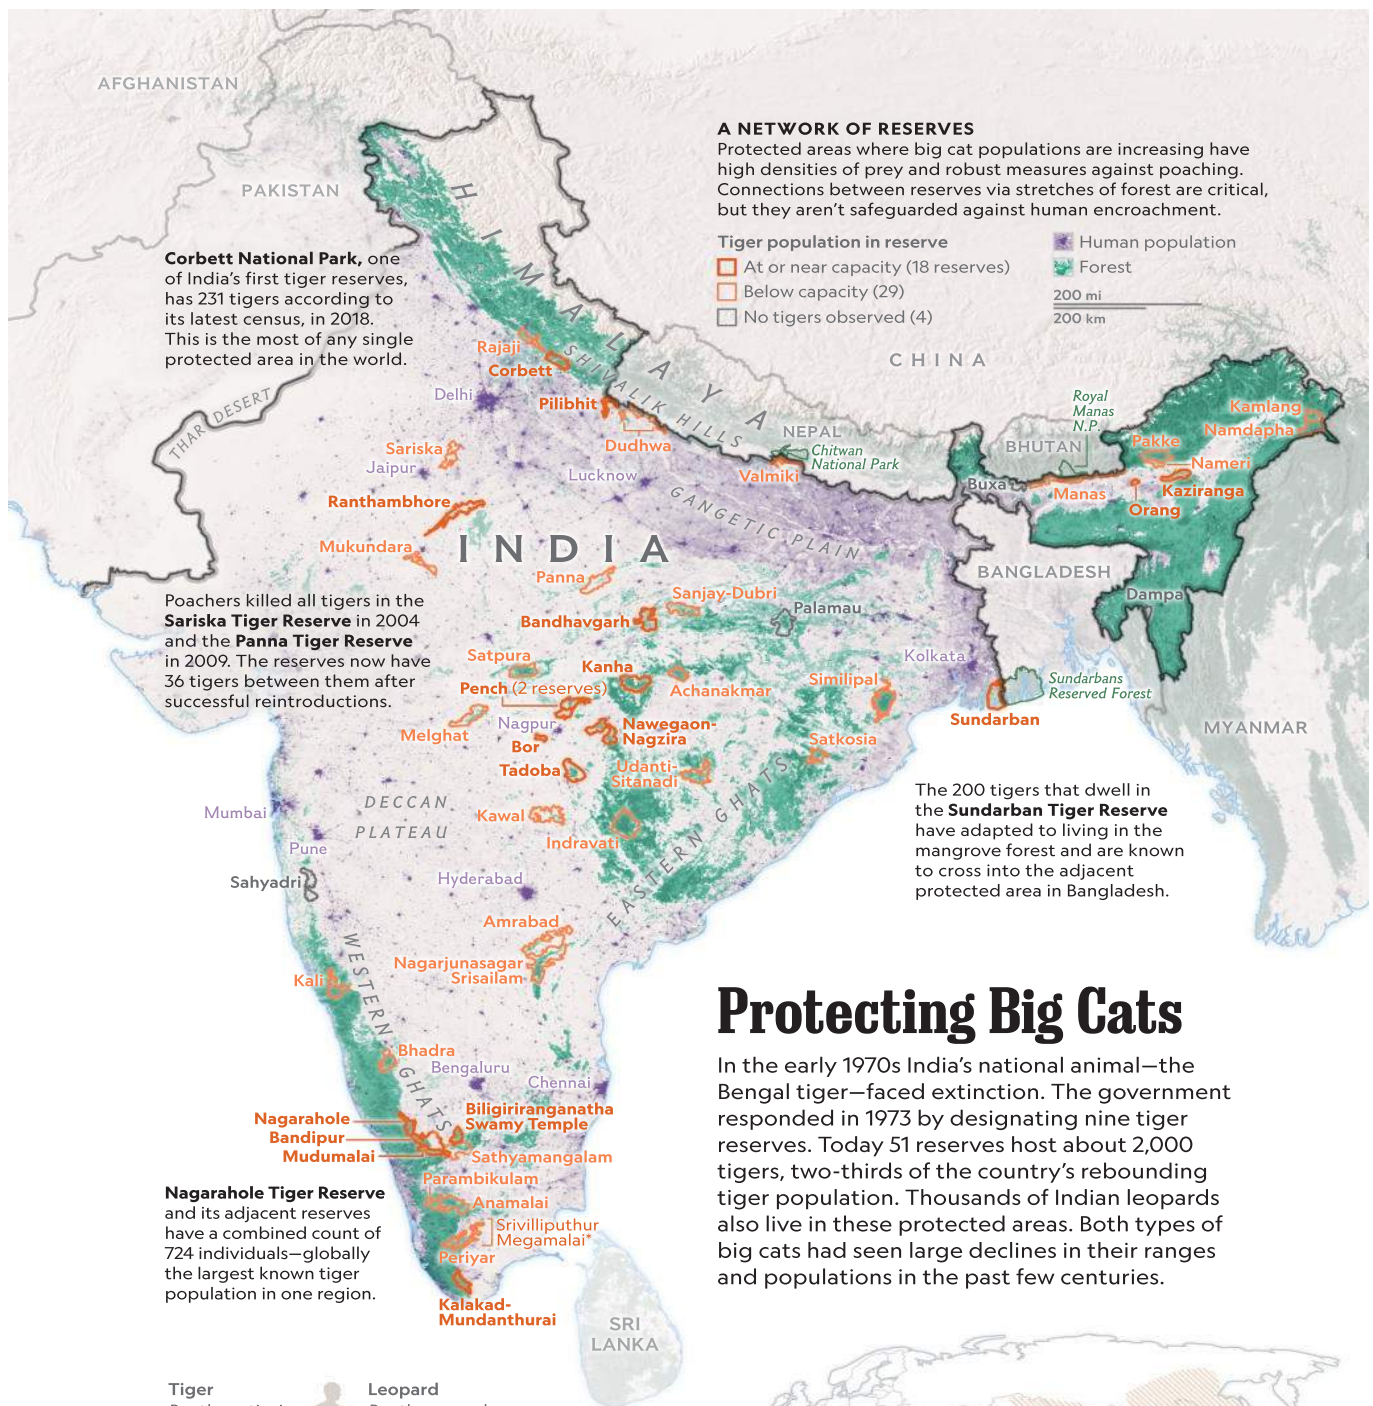 AFGHANISTAN
PAKISTAN
HIMALAYA
A NETWORK OF RESERVES
Protected areas where big cat populations are increasing have
high densities of prey and robust measures against poaching.
Connections between reserves via stretches of forest are critical,
but they aren't safeguarded against human encroachment.
Tiger population in reserve
At or near capacity (18 reserves)
Below capacity (29)
No tigers observed (4)
Human population
Forest
200 mi
200 km
Corbett National Park, one
of India's first tiger reserves,
has 231 tigers according to
its latest census, in 2018.
This is the most of any single
protected area in the world.
CHINA
Rajaji
Corbett
SHIVALIK HILLS
Delhi
Pilibhit
THAR DESERT
Dudhwa
NEPAL
Chitwan
National Park
Valmiki
Royal
Manas
N.P.
BHUTAN
Kamlang
Namdapha
Pakke
Nameri
Buxa
Manas
Kaziranga
Orang
Sariska
Jaipur
Lucknow
Ranthambhore
GANGETIC PLAIN
Mukundara
INDIA
BANGLADESH
Dampa
Panna
Sanjay-Dubri
Palamau
Bandhavgarh
Poachers killed all tigers in the
Sariska Tiger Reserve in 2004
and the Panna Tiger Reserve
in 2009. The reserves now have
36 tigers between them after
successful reintroductions.
Satpura
Kanha
Kolkata
Pench (2 reserves)
Achanakmar
Similipal
Sundarbans
Reserved Forest
Sundarban
MYANMAR
Melghat
Nagpur
Nawegaon-
Nagzira
Bor
Satkosia
Tadoba
Udanti-
Sitanadi
DECCAN
PLATEAU
Kawal
Indravati
EASTERN GHATS
Mumbai
Pune
Sahyadri
Hyderabad
The 200 tigers that dwell in
the Sundarban Tiger Reserve
have adapted to living in the
mangrove forest and are known
to cross into the adjacent
protected area in Bangladesh.
Amrabad
Nagarjunasagar
Srisailam
WESTERN GHATS
Kali
Bhadra
Bengaluru
Chennai
Nagarahole
Bandipur
Mudumalai
Biligiriranganatha
Swamy Temple
Sathyamangalam
Parambikulam
Anamalai
Srivilliputhur
Megamalai*
Periyar
Kalakad-
Mundanthurai
Nagarahole Tiger Reserve
and its adjacent reserves
have a combined count of
724 individuals—globally
the largest known tiger
population in one region.
SRI
LANKA
Protecting Big Cats
In the early 1970s India's national animal—the
Bengal tiger—faced extinction. The government
responded in 1973 by designating nine tiger
reserves. Today 51 reserves host about 2,000
tigers, two-thirds of the country's rebounding
tiger population. Thousands of Indian leopards
also live in these protected areas. Both types of
big cats had seen large declines in their ranges
and populations in the past few centuries.
Tiger
Leopard